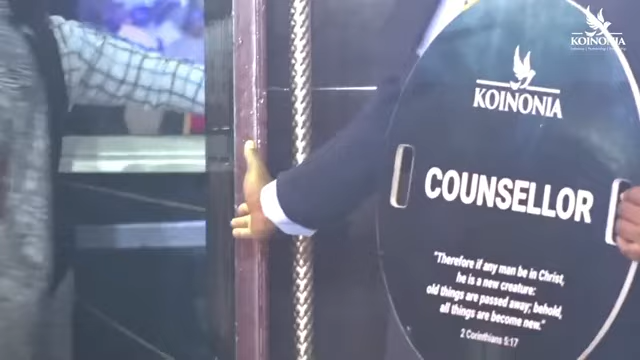 KOINONIA
KOINONIA
COUNSELLOR
"Therefore if any man be in Christ,
he is a new creature:
old things are passed away; behold,
all things are become new."
2 Corinthians 5:17